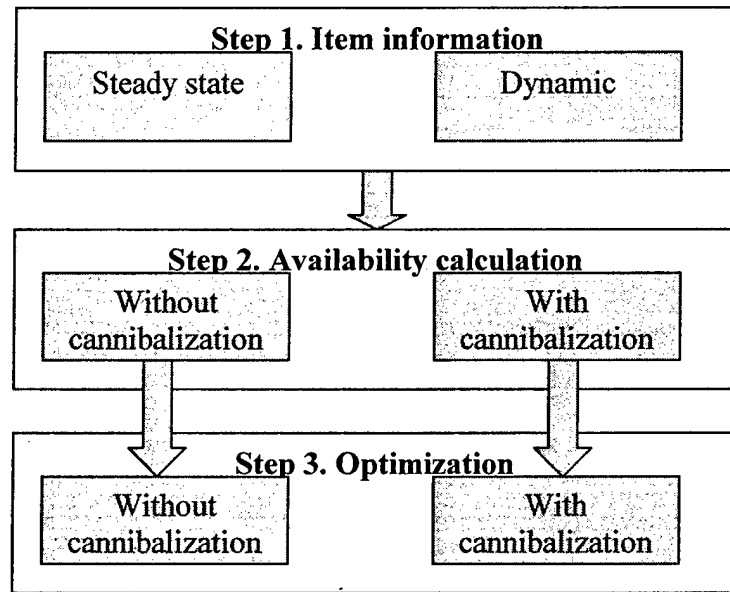 Step 1. Item information
Steady state
Dynamic
Step 2. Availability calculation
Without
cannibalization
With
cannibalization
Step 3. Optimization
Without
cannibalization
With
cannibalization